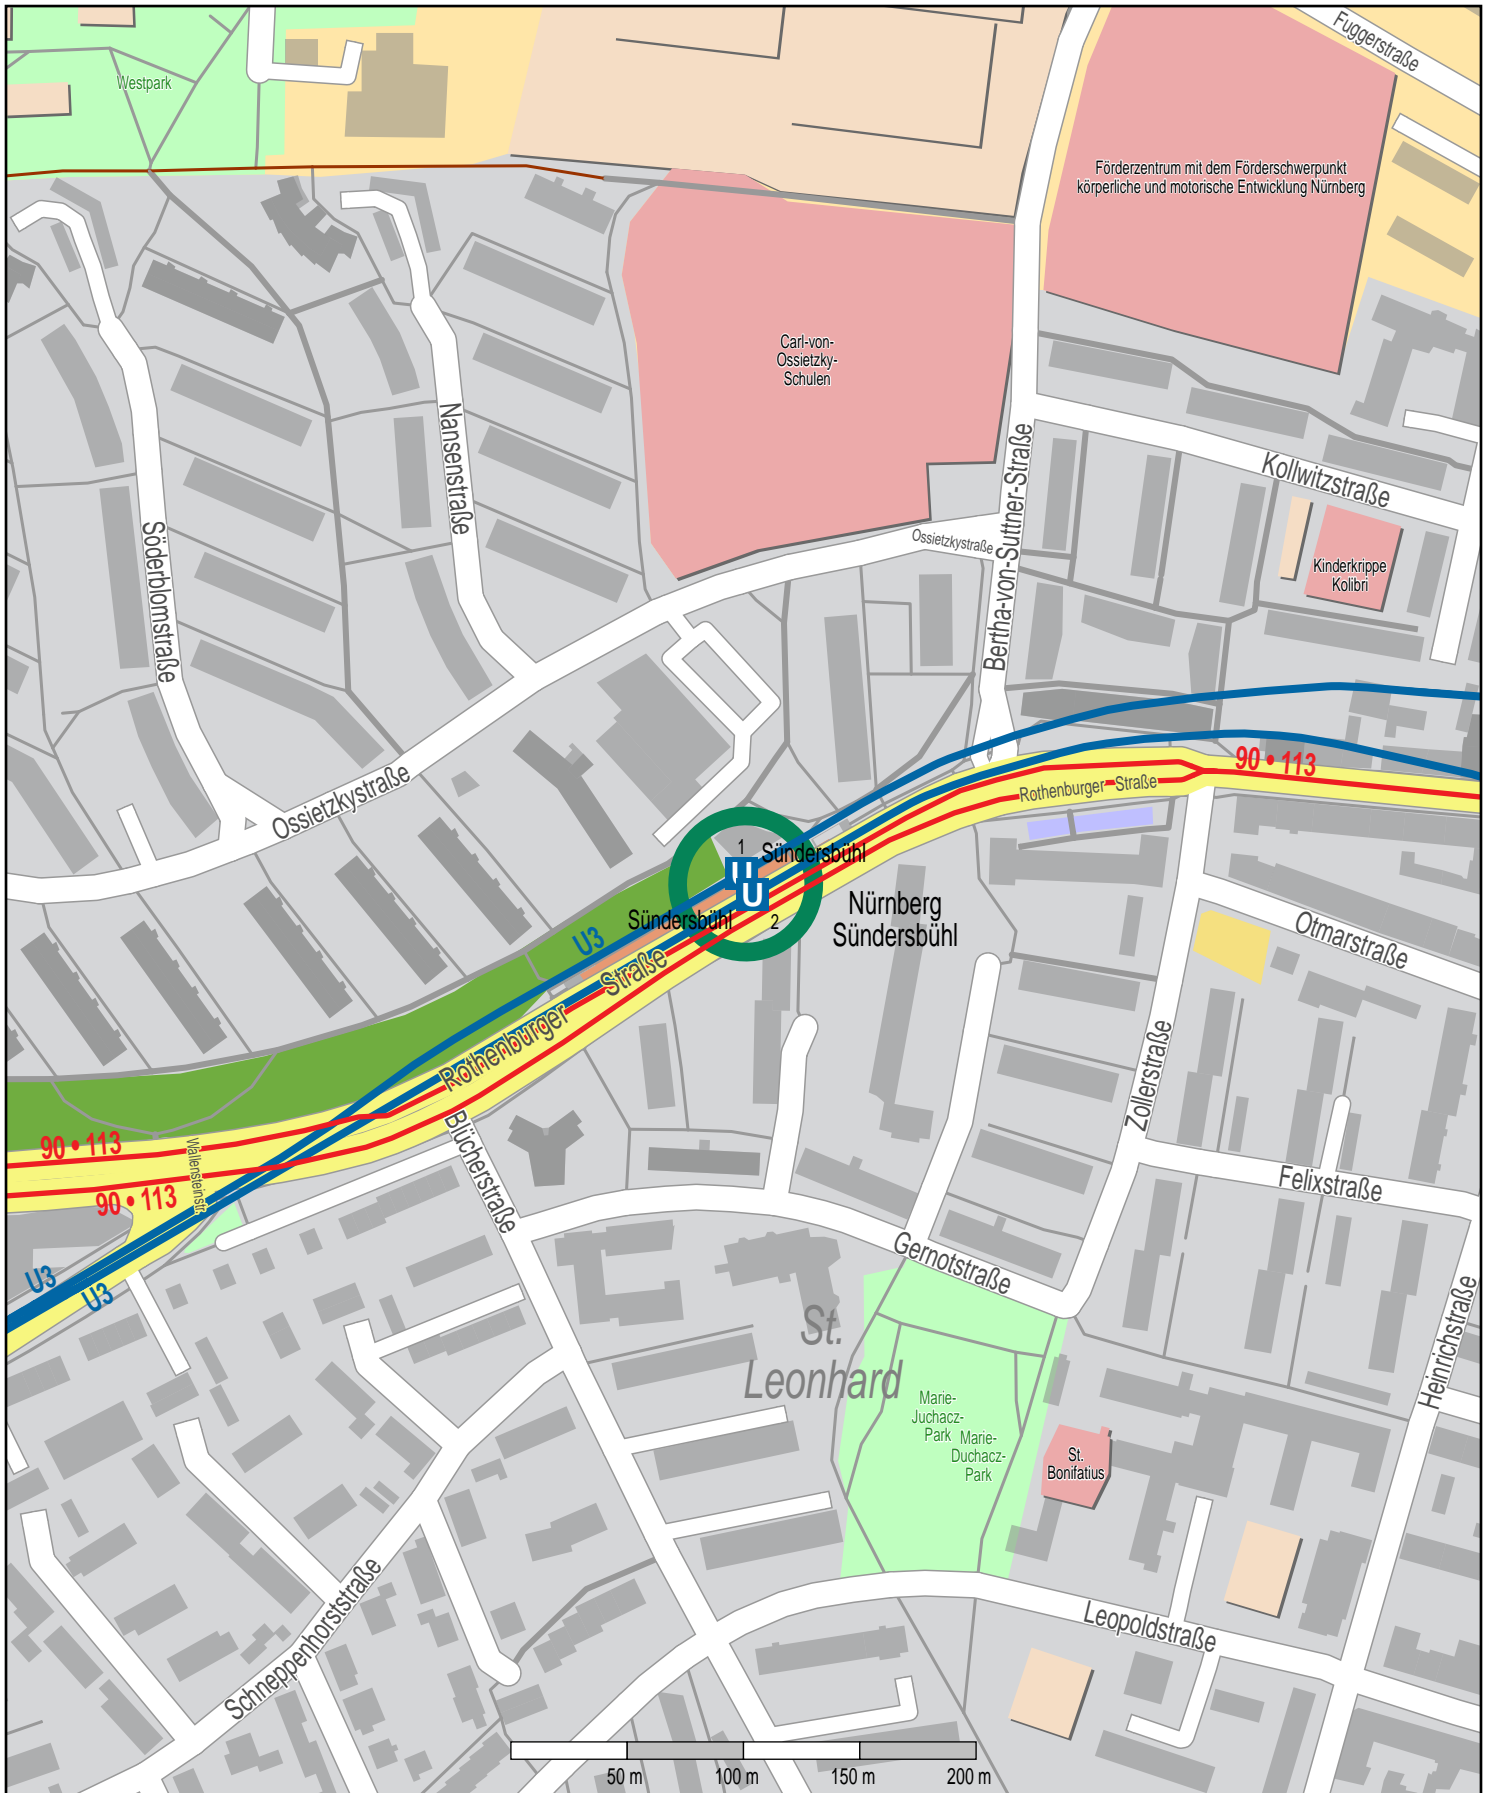 Fuggerstraße
Westpark
Förderzentrum mit dem Förderschwerpunkt
körperliche und motorische Entwicklung Nürnberg
Carl-von-
Ossietzky-
Schulen
Nansenstraße
Bertha-von-Suttner-Straße
Kollwitzstraße
Söderblomstraße
Ossietzkystraße
Kinderkrippe
Kolibri
90 • 113
Rothenburger Straße
Ossietzkystraße
1
Sündersbühl
U
U
Sündersbühl
2
Nürnberg
Sündersbühl
U3
Otmarstraße
Rothenburger
Straße
Zollerstraße
Blücherstraße
90 • 113
Wallensteinstr.
90 • 113
Felixstraße
Gernotstraße
U3
U3
St.
Leonhard
Heinrichstraße
Marie-
Juchacz-
Park
Marie-
Duchacz-
Park
St.
Bonifatius
Schneppenhorststraße
Leopoldstraße
50 m
100 m
150 m
200 m